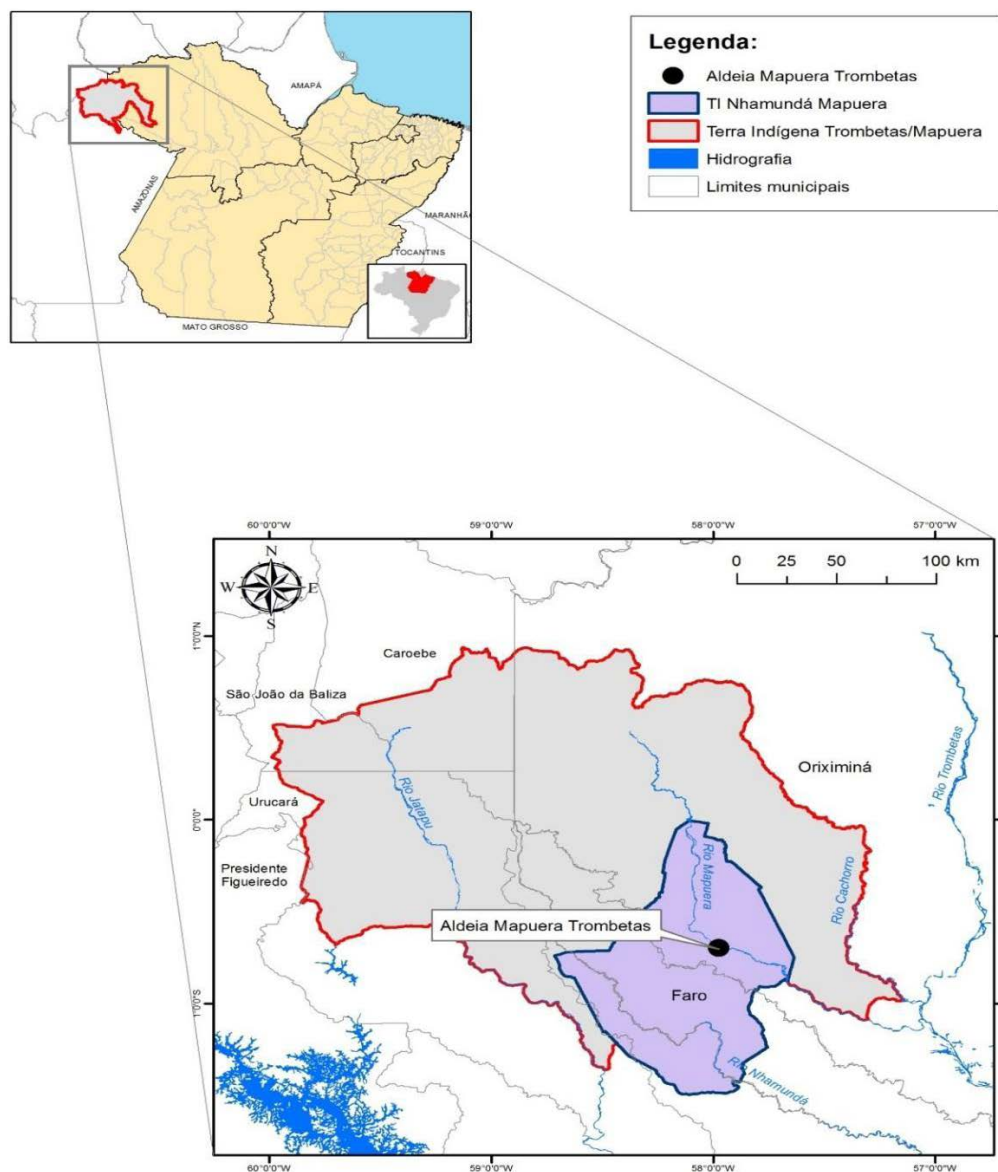 AMAPÁ
AMAZONAS
MARANHÃO
TOCANTINS
MATO GROSSO
Legenda:
Aldeia Mapuera Trombetas
TI Nhamundá Mapuera
Terra Indígena Trombetas/Mapuera
Hidrografia
Limites municipais
60°0'0"W
59°0'0"W
58°0'0"W
57°0'0"W
N
W
E
S
0 25 50 100 km
1°0'0"N
0°0'0"
1°0'0"S
Caroebe
São João da Baliza
Oriximiná
Rio Trombetas
Urucará
Rio Jatapu
Presidente
Figueiredo
Rio Mapuera
Rio Cachorro
Aldeia Mapuera Trombetas
Faro
Rio Nhamundá
60°0'0"W
59°0'0"W
58°0'0"W
57°0'0"W